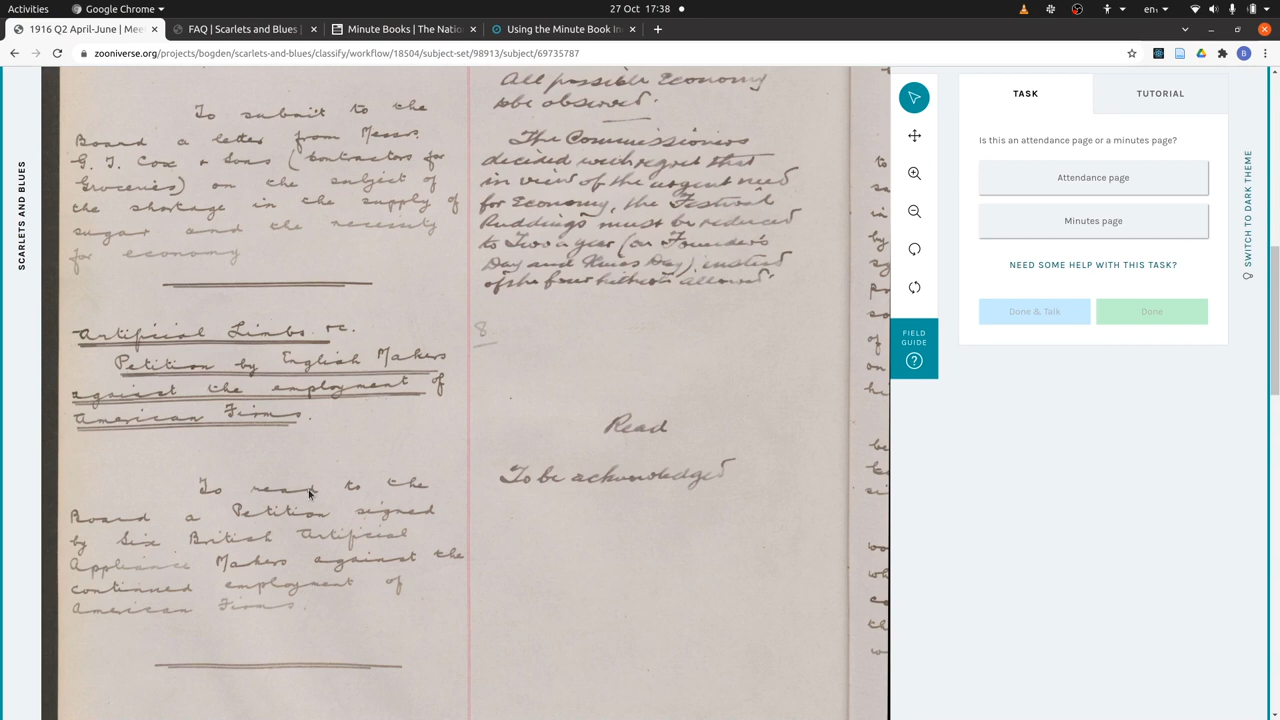 Activities
Google Chrome
27 Oct 17:38
en
1916 Q2 April-June | Mee
FAQ | Scarlets and Blues
Minute Books | The Nation
Using the Minute Book In
zooniverse.org/projects/bogden/scarlets-and-blues/classify/workflow/18504/subject-set/98913/subject/69735787
B
SCARLETS AND BLUES
To submit to the
Board a letter from Messrs.
G. T. Cox & Sons (Contractors for
Groceries) on the subject of
the shortage in the supply of
sugar and the necessity
for economy
Artificial Limbs &c.
Petition by English Makers
against the employment of
American Firms.
To read to the
Board a Petition signed
by Six British Artificial
Appliance Makers against the
continued employment of
American Firms.
All possible Economy
to be observed.
The Commissioners
decided with regret that
in view of the urgent need
for Economy, the Festival
Puddings must be reduced
to Two a year (on Founder's
Day and Xmas Day), instead
of the four hitherto allowed.
8
Read
To be acknowledged
FIELD
GUIDE
TASK
TUTORIAL
Is this an attendance page or a minutes page?
Attendance page
Minutes page
NEED SOME HELP WITH THIS TASK?
Done & Talk
Done
SWITCH TO DARK THEME